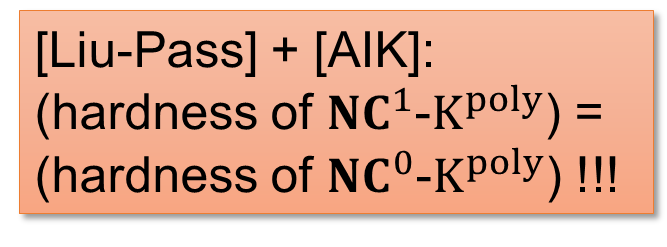 [Liu-Pass] + [AIK]:
(hardness of NC¹-Kᵖᵒˡʸ) =
(hardness of NC⁰-Kᵖᵒˡʸ) !!!